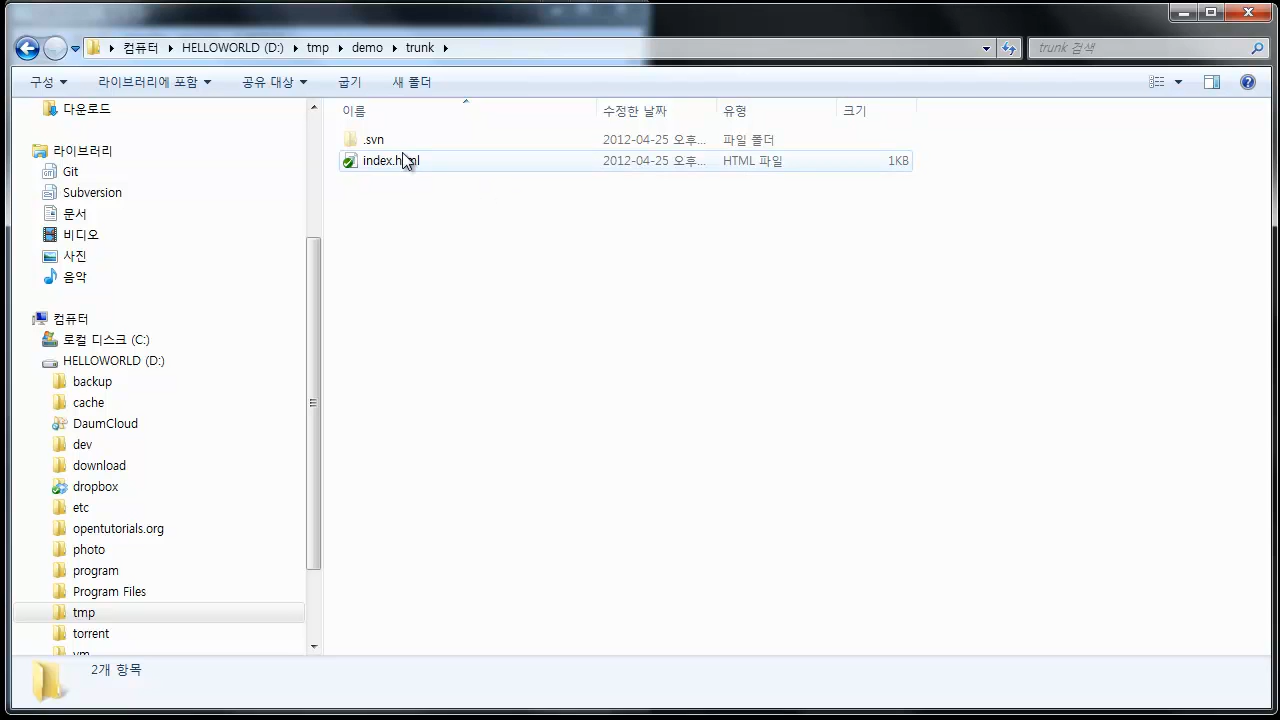 컴퓨터 HELLOWORLD (D:) tmp demo trunk
trunk 검색
구성 라이브러리에 포함 공유 대상 굽기 새 폴더
이름 수정한 날짜 유형 크기
.svn 2012-04-25 오후... 파일 폴더
index.html 2012-04-25 오후... HTML 파일 1KB
다운로드
라이브러리
Git
Subversion
문서
비디오
사진
음악
컴퓨터
로컬 디스크 (C:)
HELLOWORLD (D:)
backup
cache
DaumCloud
dev
download
dropbox
etc
opentutorials.org
photo
program
Program Files
tmp
torrent
vm
2개 항목